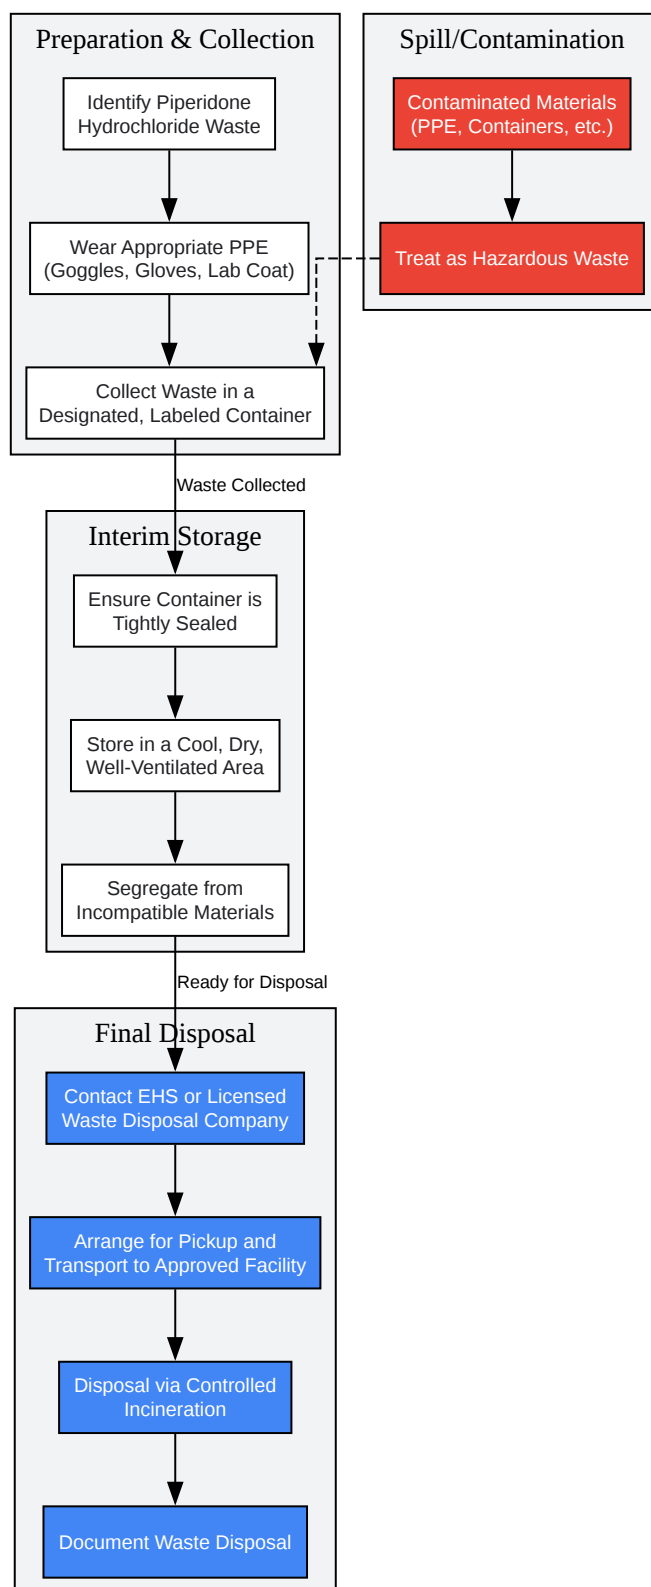 Preparation & Collection
Identify Piperidone
Hydrochloride Waste
Wear Appropriate PPE
(Goggles, Gloves, Lab Coat)
Collect Waste in a
Designated, Labeled Container
Spill/Contamination
Contaminated Materials
(PPE, Containers, etc.)
Treat as Hazardous Waste
Waste Collected
Interim Storage
Ensure Container is
Tightly Sealed
Store in a Cool, Dry,
Well-Ventilated Area
Segregate from
Incompatible Materials
Ready for Disposal
Final Disposal
Contact EHS or Licensed
Waste Disposal Company
Arrange for Pickup and
Transport to Approved Facility
Disposal via Controlled
Incineration
Document Waste Disposal